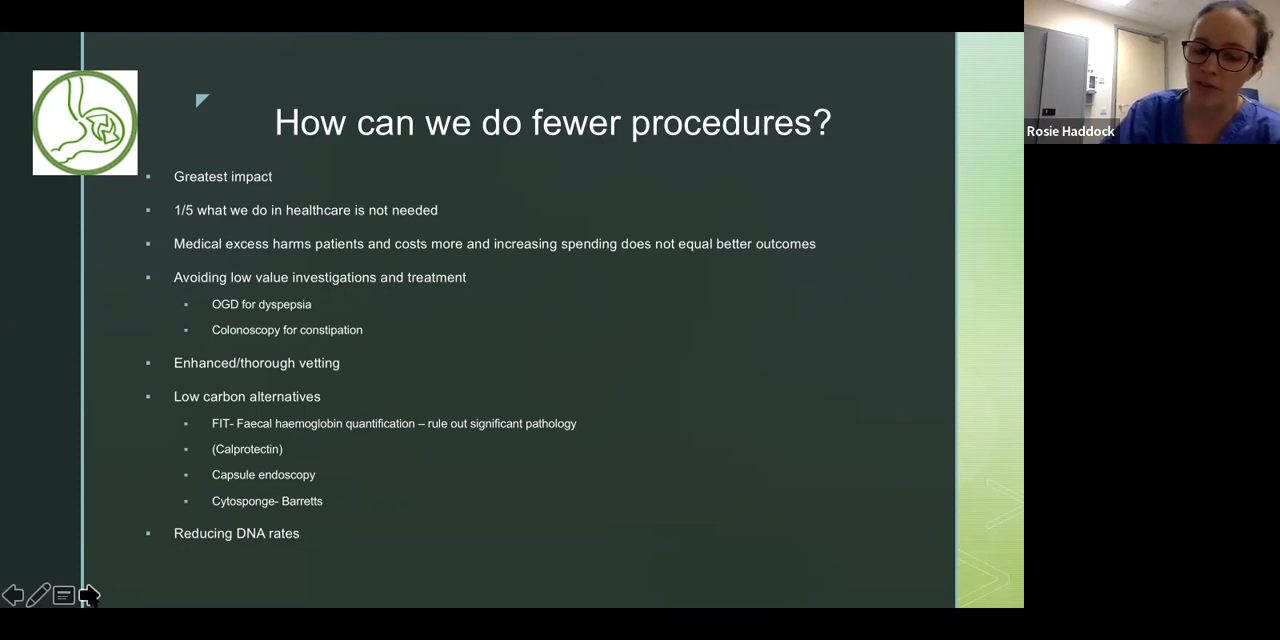 How can we do fewer procedures?
Greatest impact
1/5 what we do in healthcare is not needed
Medical excess harms patients and costs more and increasing spending does not equal better outcomes
Avoiding low value investigations and treatment
OGD for dyspepsia
Colonoscopy for constipation
Enhanced/thorough vetting
Low carbon alternatives
FIT- Faecal haemoglobin quantification – rule out significant pathology
(Calprotectin)
Capsule endoscopy
Cytosponge- Barretts
Reducing DNA rates
Rosie Haddock